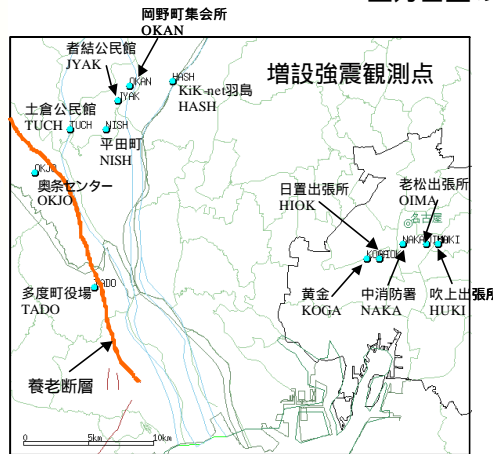 岡野町集会所
OKAN
者結公民館
JYAK
増設強震観測点
OKAN
HASH
JYAK
KiK-net羽島
HASH
土倉公民館
TUCH
TUCH
NISH
平田町
NISH
OKJO
奥条センター
OKJO
日置出張所
HIOK
老松出張所
OIMA
名古屋
NAKA
黄金
KOGA
中消防署
NAKA
吹上出張所
HUKI
多度町役場
TADO
養老断層
0
5km
10km